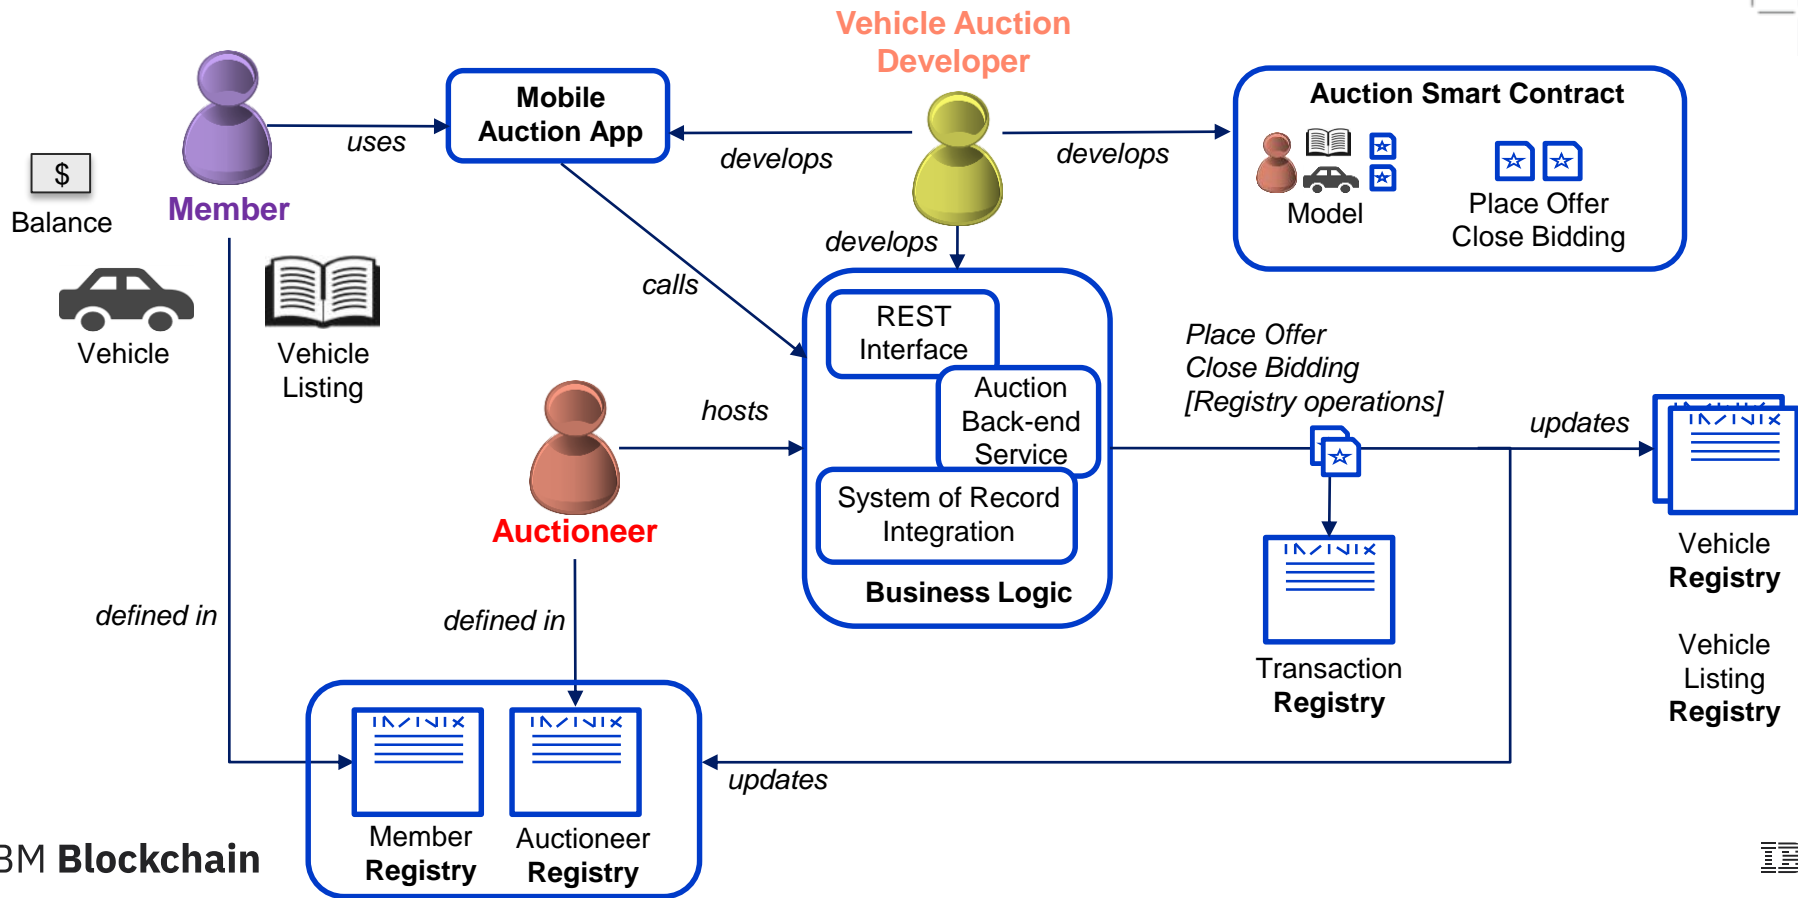 Vehicle Auction
Developer
Mobile
Auction App
Auction Smart Contract
uses
develops
develops
$
Balance
Member
Model
Place Offer
Close Bidding
develops
calls
Vehicle
Vehicle
Listing
REST
Interface
Auction
Back-end
Service
System of Record
Integration
Business Logic
hosts
Auctioneer
Place Offer
Close Bidding
[Registry operations]
updates
Vehicle
Registry
Vehicle
Listing
Registry
Transaction
Registry
defined in
defined in
updates
Member
Registry
Auctioneer
Registry
BM Blockchain